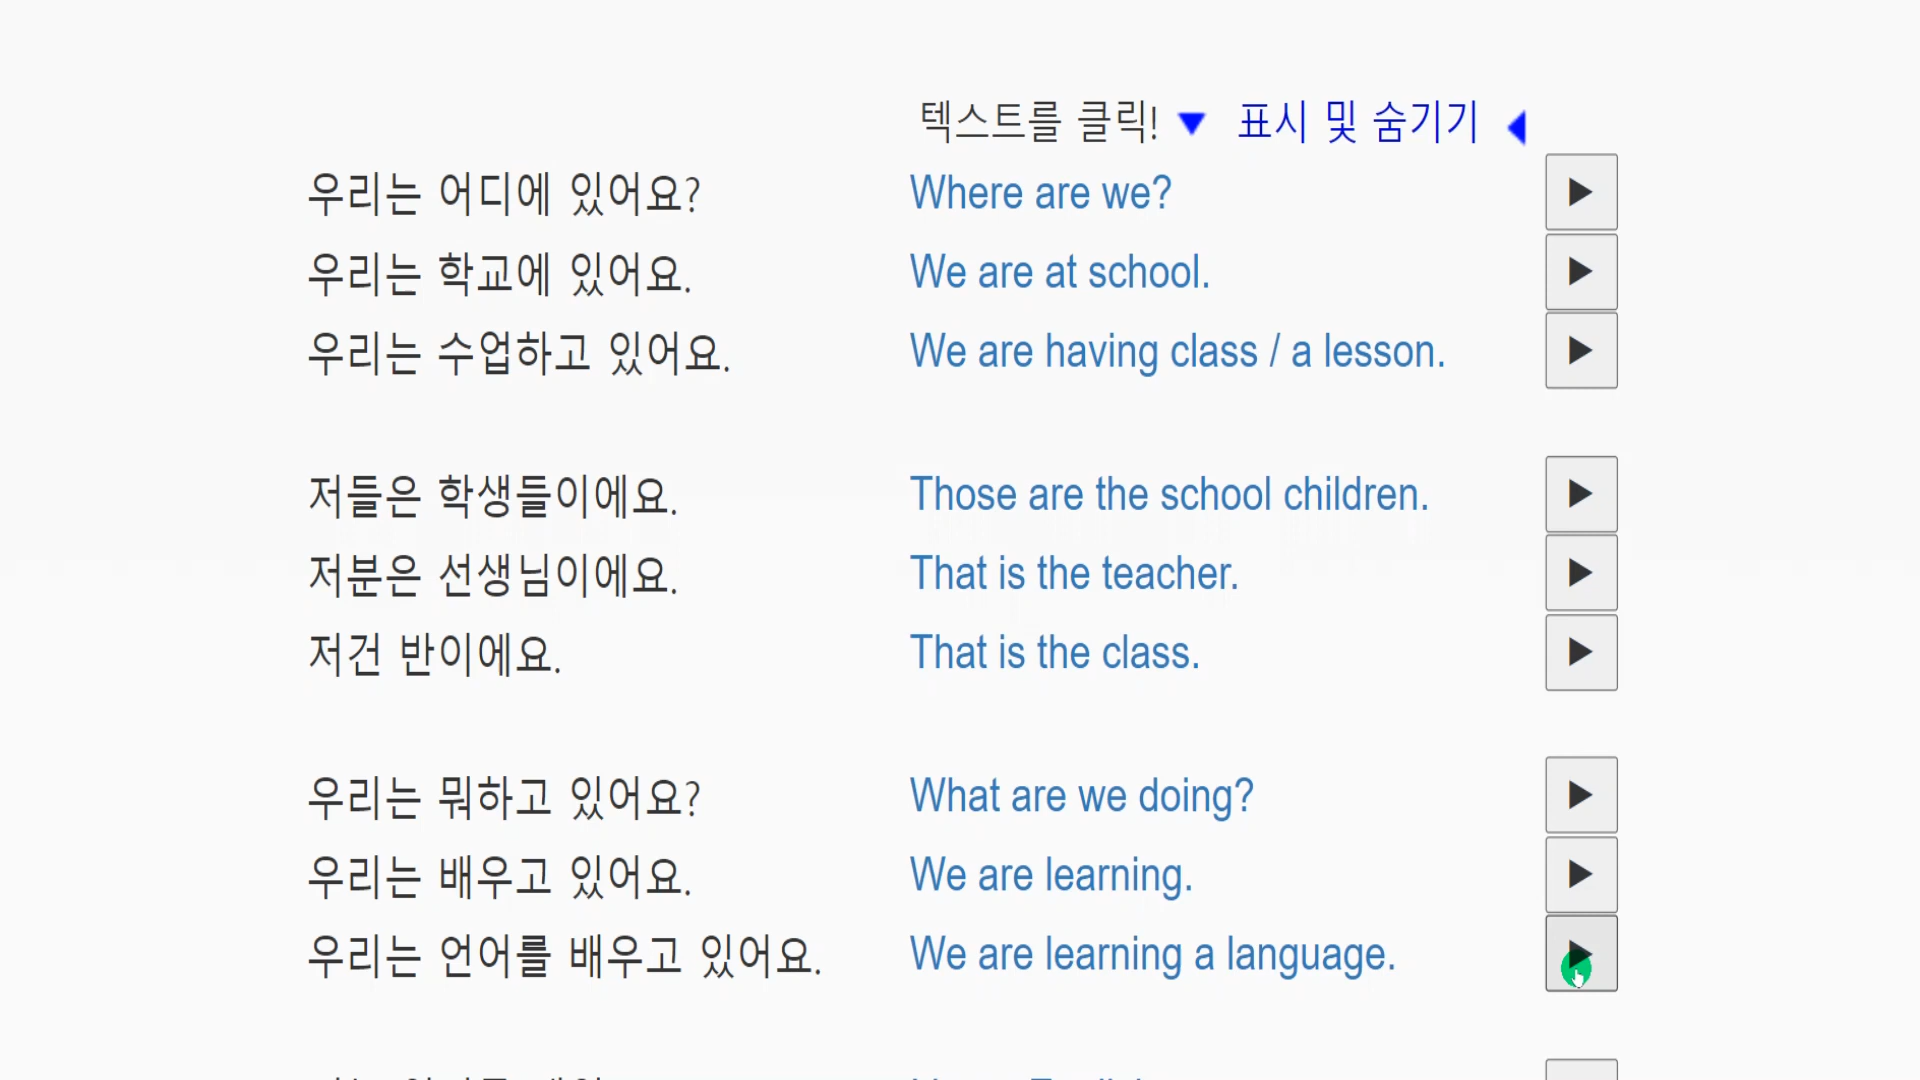 텍스트를 클릭! ▼ 표시 및 숨기기 ◀
우리는 어디에 있어요? Where are we?
우리는 학교에 있어요. We are at school.
우리는 수업하고 있어요. We are having class / a lesson.
저들은 학생들이에요. Those are the school children.
저분은 선생님이에요. That is the teacher.
저건 반이에요. That is the class.
우리는 뭐하고 있어요? What are we doing?
우리는 배우고 있어요. We are learning.
우리는 언어를 배우고 있어요. We are learning a language.